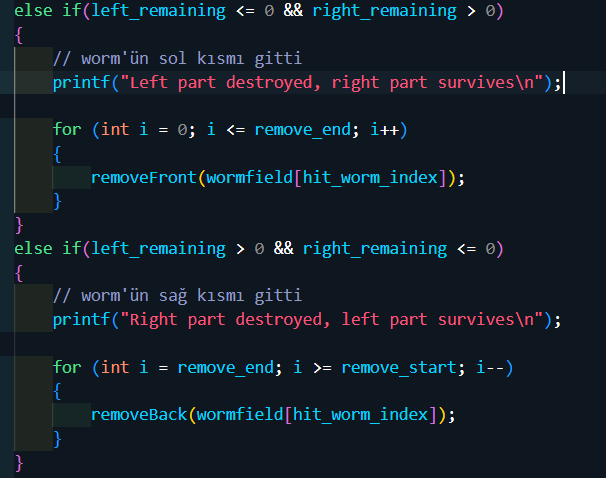 else if(left_remaining <= 0 && right_remaining > 0)
{
// worm'ün sol kısmı gitti
printf("Left part destroyed, right part survives\n");
for (int i = 0; i <= remove_end; i++)
{
removeFront(wormfield[hit_worm_index]);
}
}
else if(left_remaining > 0 && right_remaining <= 0)
{
// worm'ün sağ kısmı gitti
printf("Right part destroyed, left part survives\n");
for (int i = remove_end; i >= remove_start; i--)
{
removeBack(wormfield[hit_worm_index]);
}
}